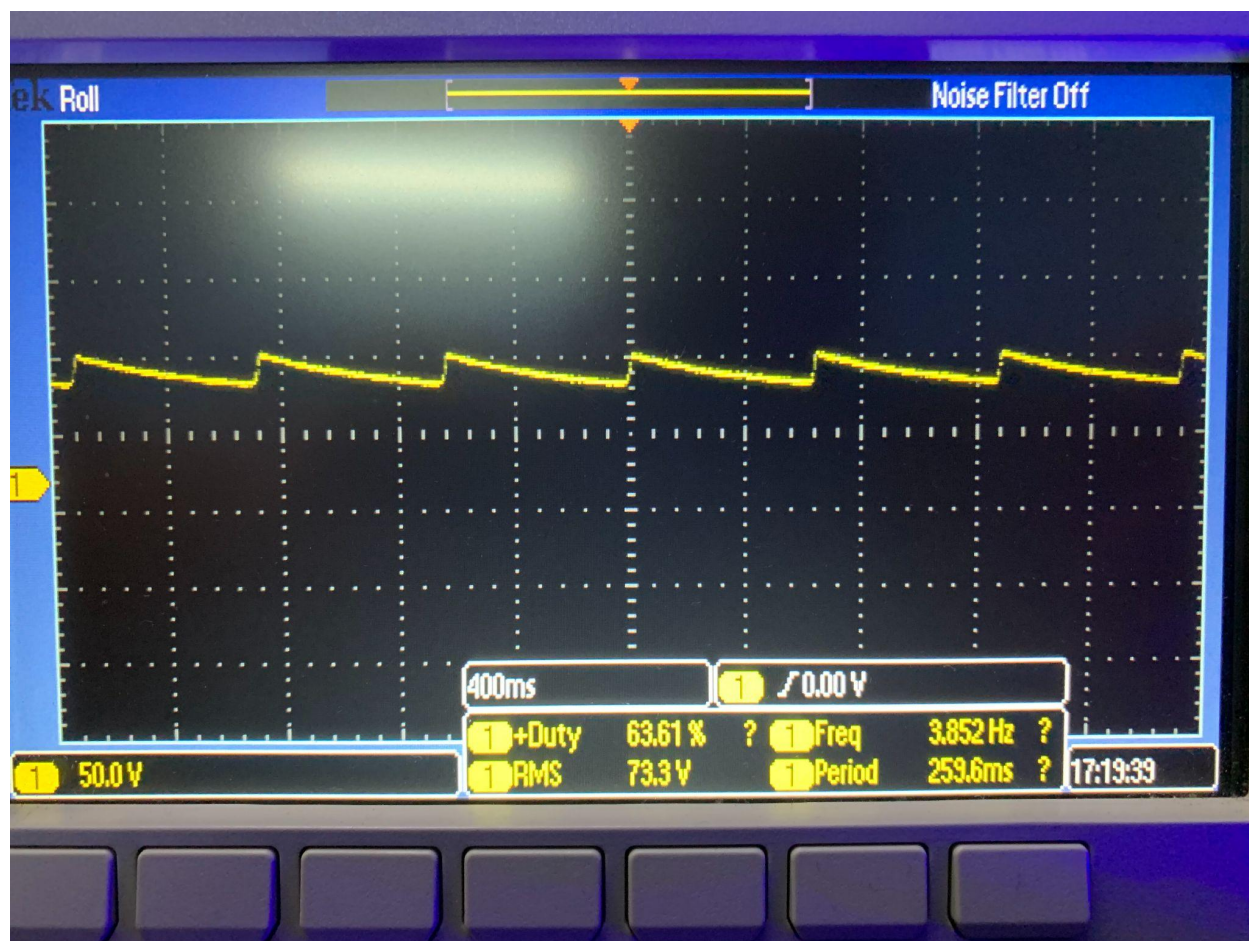 ek Roll Noise Filter Off
1
400ms 1 / 0.00 V
1 +Duty 63.61 % ? 1 Freq 3.852 Hz ?
1 50.0 V 1 RMS 73.3 V 1 Period 259.6ms ? 17:19:39